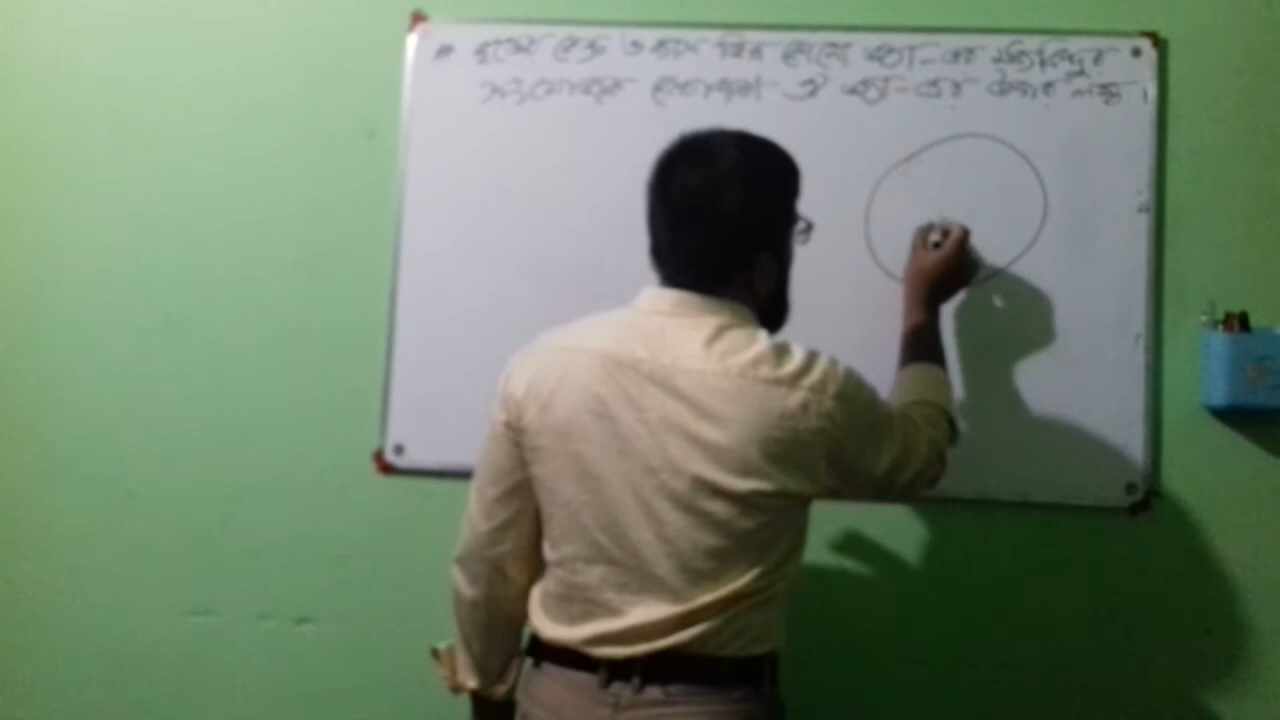 # বৃত্তের কেন্দ্র ও ব্যাস ভিন্ন কোনো জ্যা-এর মধ্যবিন্দুর
সংযোজক রেখাংশ ঐ জ্যা-এর উপর লম্ব।